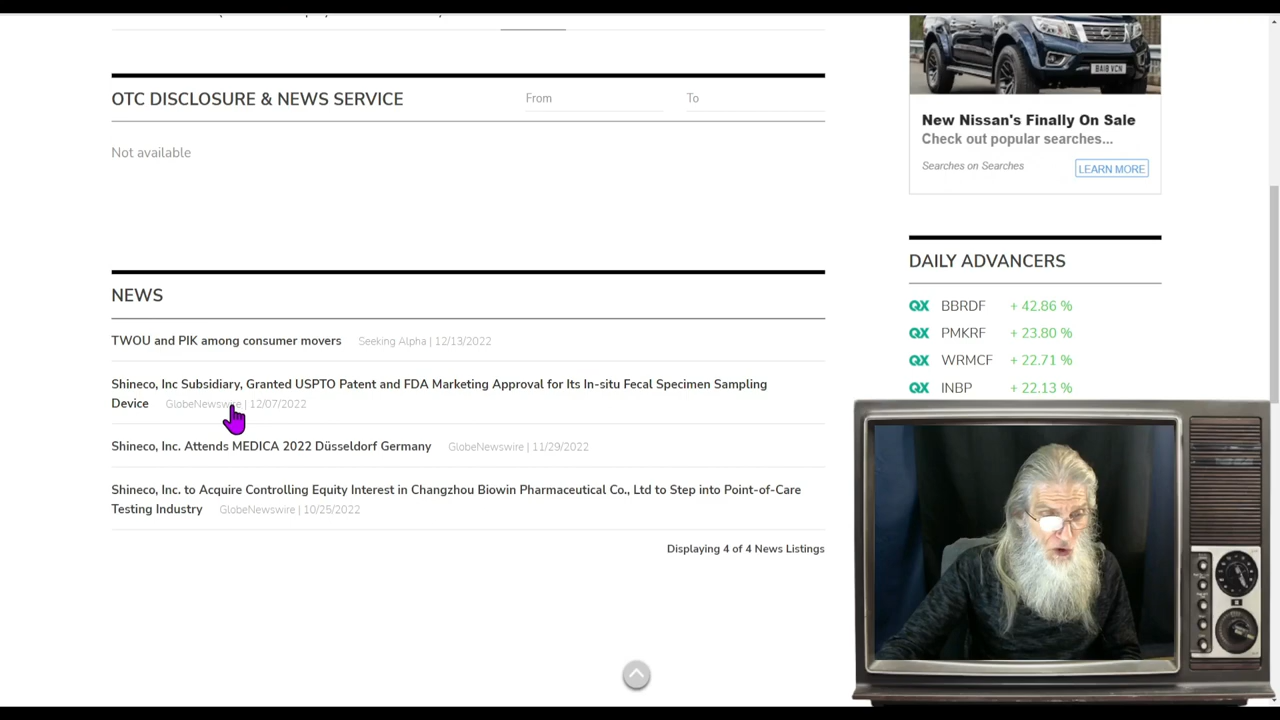 OTC DISCLOSURE & NEWS SERVICE
From
To
Not available
NEWS
TWOU and PIK among consumer movers Seeking Alpha | 12/13/2022
Shineco, Inc Subsidiary, Granted USPTO Patent and FDA Marketing Approval for Its In-situ Fecal Specimen Sampling
Device GlobeNewswire | 12/07/2022
Shineco, Inc. Attends MEDICA 2022 Düsseldorf Germany GlobeNewswire | 11/29/2022
Shineco, Inc. to Acquire Controlling Equity Interest in Changzhou Biowin Pharmaceutical Co., Ltd to Step into Point-of-Care
Testing Industry GlobeNewswire | 10/25/2022
Displaying 4 of 4 News Listings
BA19 VCN
New Nissan's Finally On Sale
Check out popular searches...
Searches on Searches
LEARN MORE
DAILY ADVANCERS
QX BBRDF + 42.86 %
QX PMKRF + 23.80 %
QX WRMCF + 22.71 %
QX INBP + 22.13 %